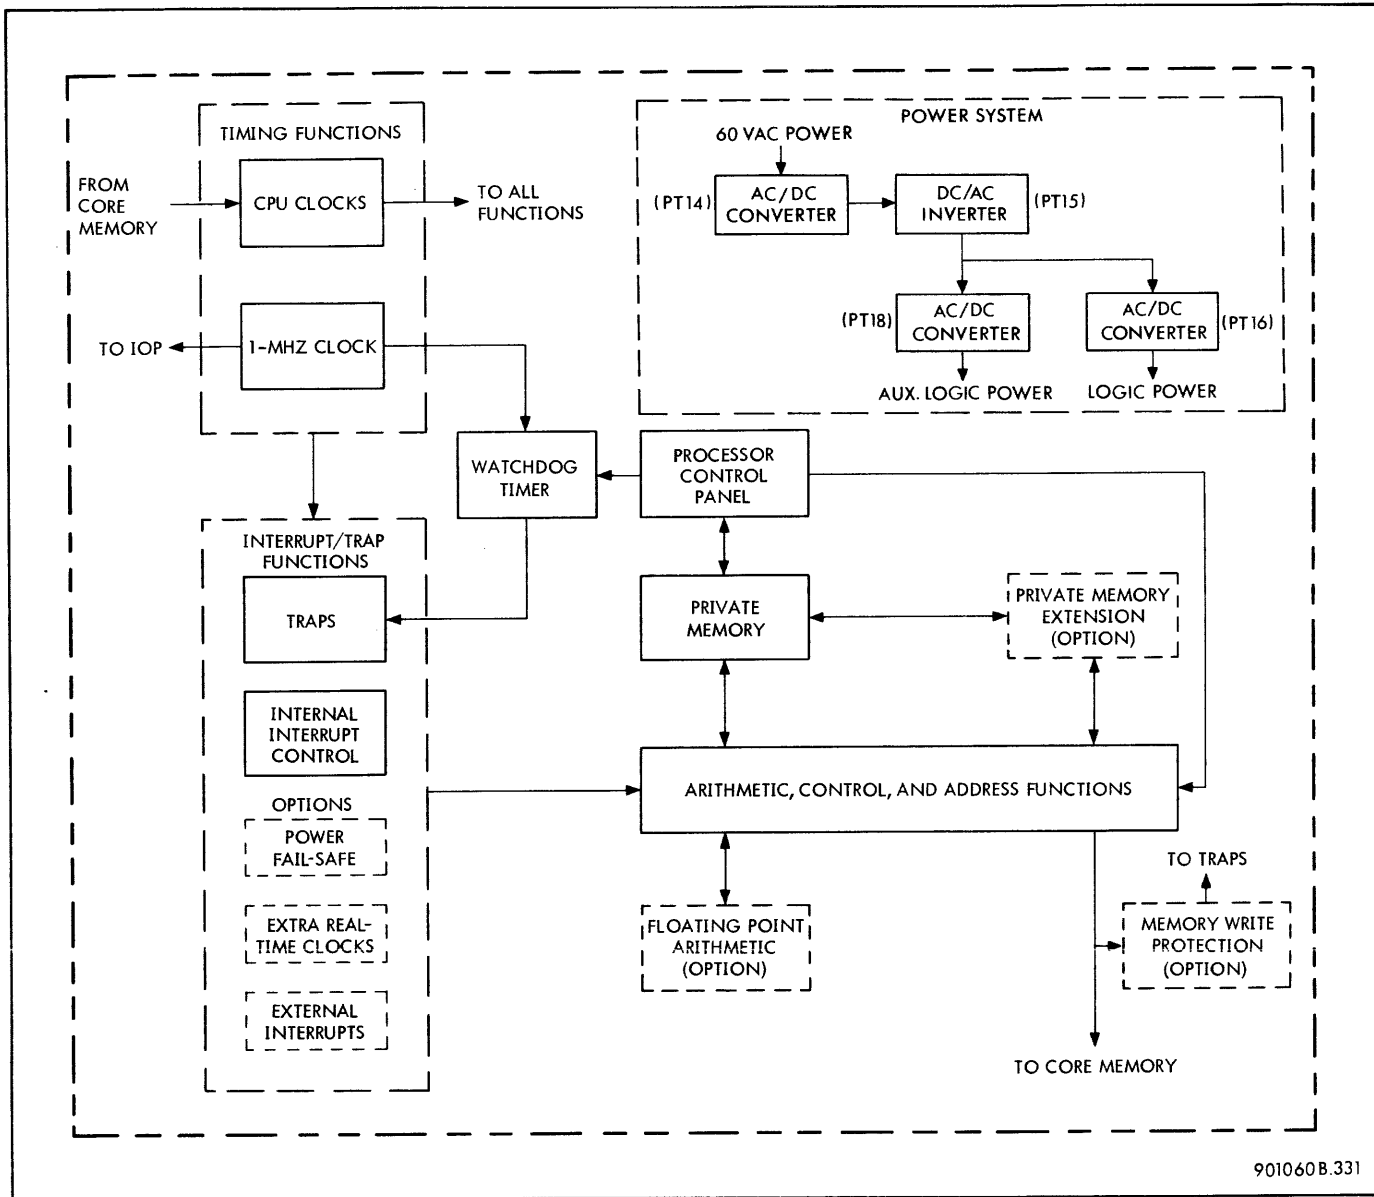 TIMING FUNCTIONS
FROM
CORE
MEMORY
CPU CLOCKS
TO ALL
FUNCTIONS
TO IOP
1-MHZ CLOCK
POWER SYSTEM
60 VAC POWER
(PT14)
AC/DC
CONVERTER
DC/AC
INVERTER
(PT15)
(PT18)
AC/DC
CONVERTER
AC/DC
CONVERTER
(PT16)
AUX. LOGIC POWER
LOGIC POWER
WATCHDOG
TIMER
PROCESSOR
CONTROL
PANEL
INTERRUPT/TRAP
FUNCTIONS
TRAPS
PRIVATE
MEMORY
PRIVATE MEMORY
EXTENSION
(OPTION)
INTERNAL
INTERRUPT
CONTROL
ARITHMETIC, CONTROL, AND ADDRESS FUNCTIONS
OPTIONS
POWER
FAIL-SAFE
EXTRA REAL-
TIME CLOCKS
EXTERNAL
INTERRUPTS
FLOATING POINT
ARITHMETIC
(OPTION)
TO TRAPS
MEMORY WRITE
PROTECTION
(OPTION)
TO CORE MEMORY
901060B.331